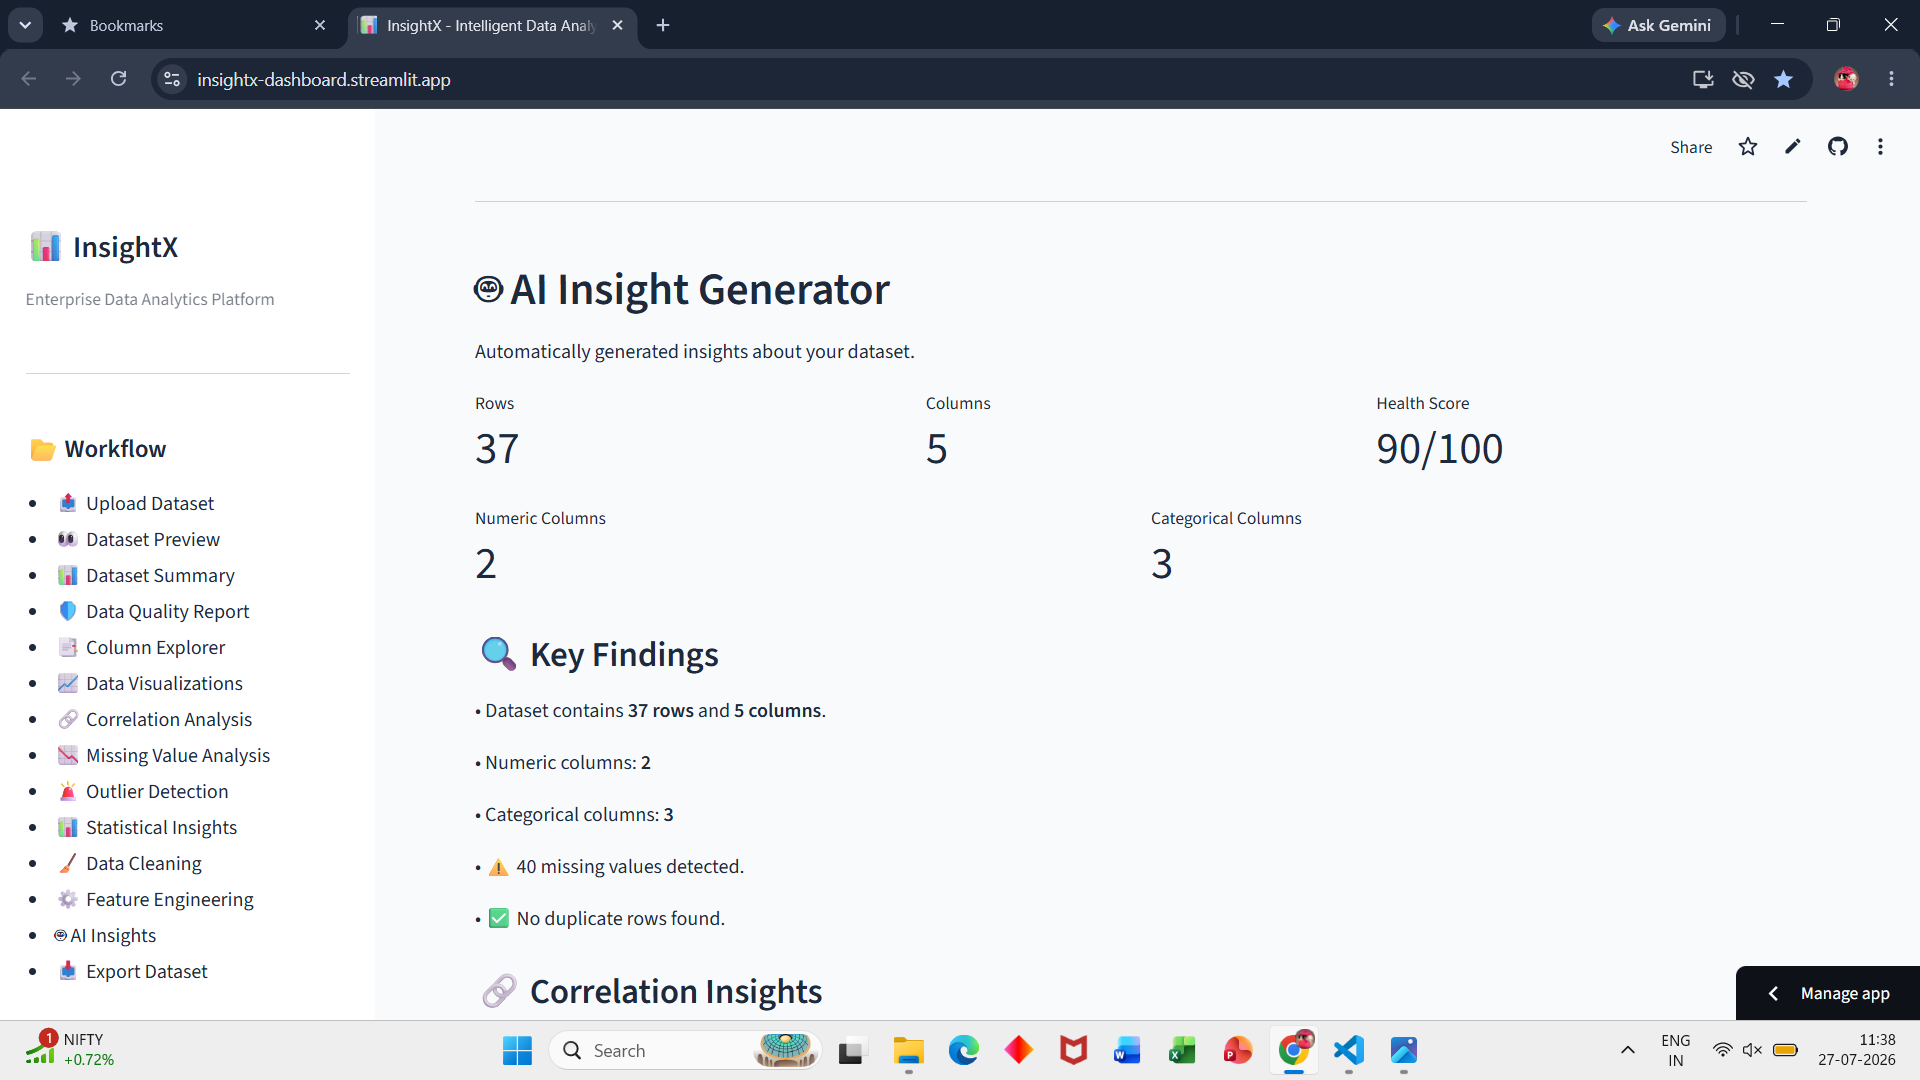 Bookmarks
InsightX - Intelligent Data Analy
Ask Gemini
insightx-dashboard.streamlit.app
Share
InsightX
Enterprise Data Analytics Platform
Workflow
• Upload Dataset
• Dataset Preview
• Dataset Summary
• Data Quality Report
• Column Explorer
• Data Visualizations
• Correlation Analysis
• Missing Value Analysis
• Outlier Detection
• Statistical Insights
• Data Cleaning
• Feature Engineering
• AI Insights
• Export Dataset
AI Insight Generator
Automatically generated insights about your dataset.
Rows
37
Columns
5
Health Score
90/100
Numeric Columns
2
Categorical Columns
3
Key Findings
• Dataset contains 37 rows and 5 columns.
• Numeric columns: 2
• Categorical columns: 3
• ⚠️ 40 missing values detected.
• ✅ No duplicate rows found.
Correlation Insights
Manage app
1
NIFTY
+0.72%
Search
ENG
IN
11:38
27-07-2026